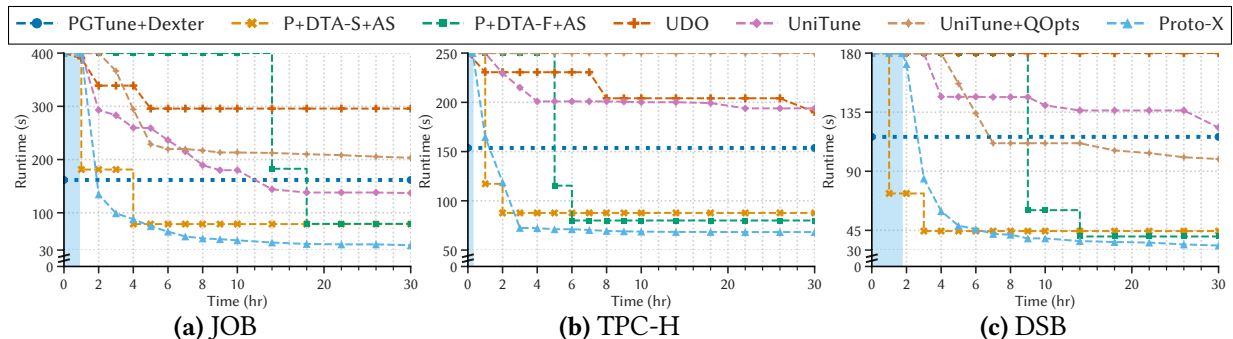 PGTune+Dexter P+DTA-S+AS P+DTA-F+AS UDO UniTune UniTune+QOpts Proto-X
Runtime (s)
400
300
200
100
30
0
0 2 4 6 8 10 20 30
Time (hr)
(a) JOB
Runtime (s)
250
200
150
100
50
0
0 2 4 6 8 10 20 30
Time (hr)
(b) TPC-H
Runtime (s)
180
135
90
45
30
0
0 2 4 6 8 10 20 30
Time (hr)
(c) DSB